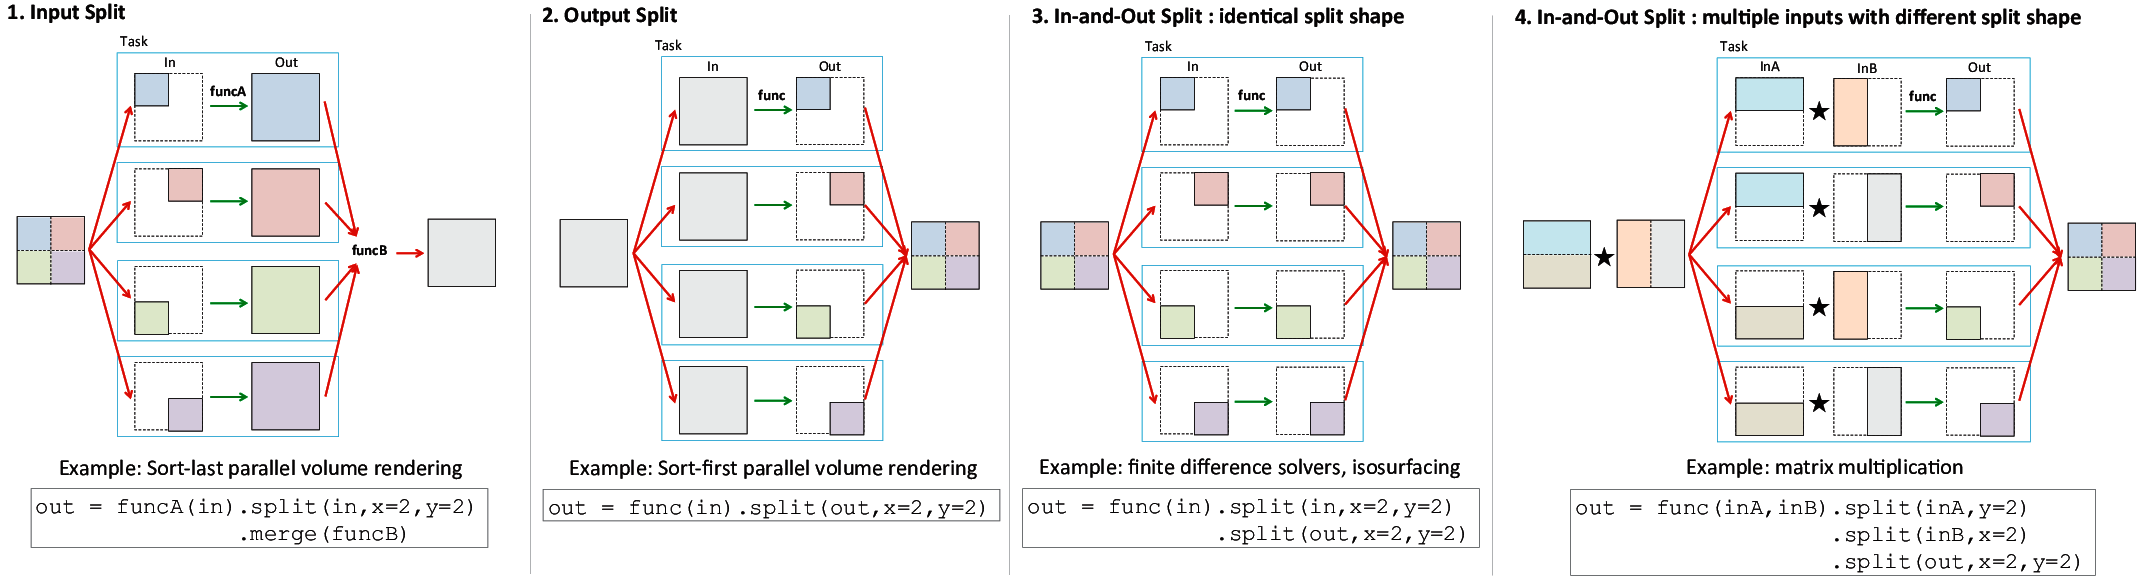 1. Input Split
Task
In
Out
funcA
funcB
Example: Sort-last parallel volume rendering
out = funcA(in).split(in,x=2,y=2)
.merge(funcB)
2. Output Split
Task
In
Out
func
Example: Sort-first parallel volume rendering
out = func(in).split(out,x=2,y=2)
3. In-and-Out Split : identical split shape
Task
In
Out
func
Example: finite difference solvers, isosurfacing
out = func(in).split(in,x=2,y=2)
.split(out,x=2,y=2)
4. In-and-Out Split : multiple inputs with different split shape
Task
InA
InB
Out
func
Example: matrix multiplication
out = func(inA,inB).split(inA,y=2)
.split(inB,x=2)
.split(out,x=2,y=2)